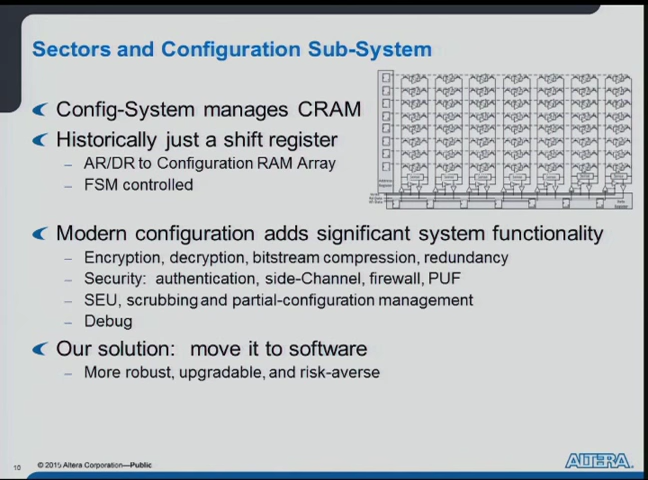 Sectors and Configuration Sub-System
Config-System manages CRAM
Historically just a shift register
– AR/DR to Configuration RAM Array
– FSM controlled
Modern configuration adds significant system functionality
– Encryption, decryption, bitstream compression, redundancy
– Security: authentication, side-Channel, firewall, PUF
– SEU, scrubbing and partial-configuration management
– Debug
Our solution: move it to software
– More robust, upgradable, and risk-averse
10
© 2015 Altera Corporation—Public
ALTERA